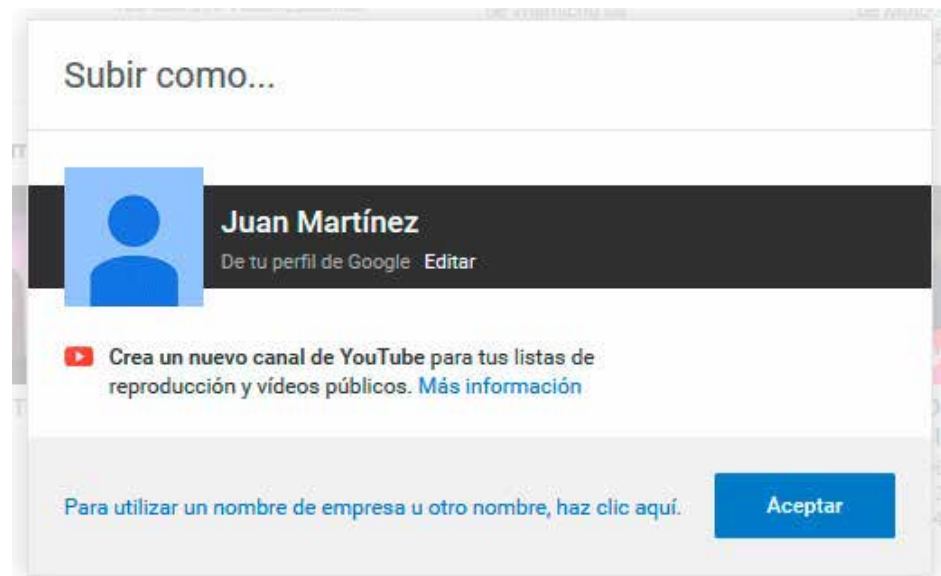 Subir como...
Juan Martínez
De tu perfil de Google Editar
Crea un nuevo canal de YouTube para tus listas de
reproducción y vídeos públicos. Más información
Para utilizar un nombre de empresa u otro nombre, haz clic aquí.
Aceptar